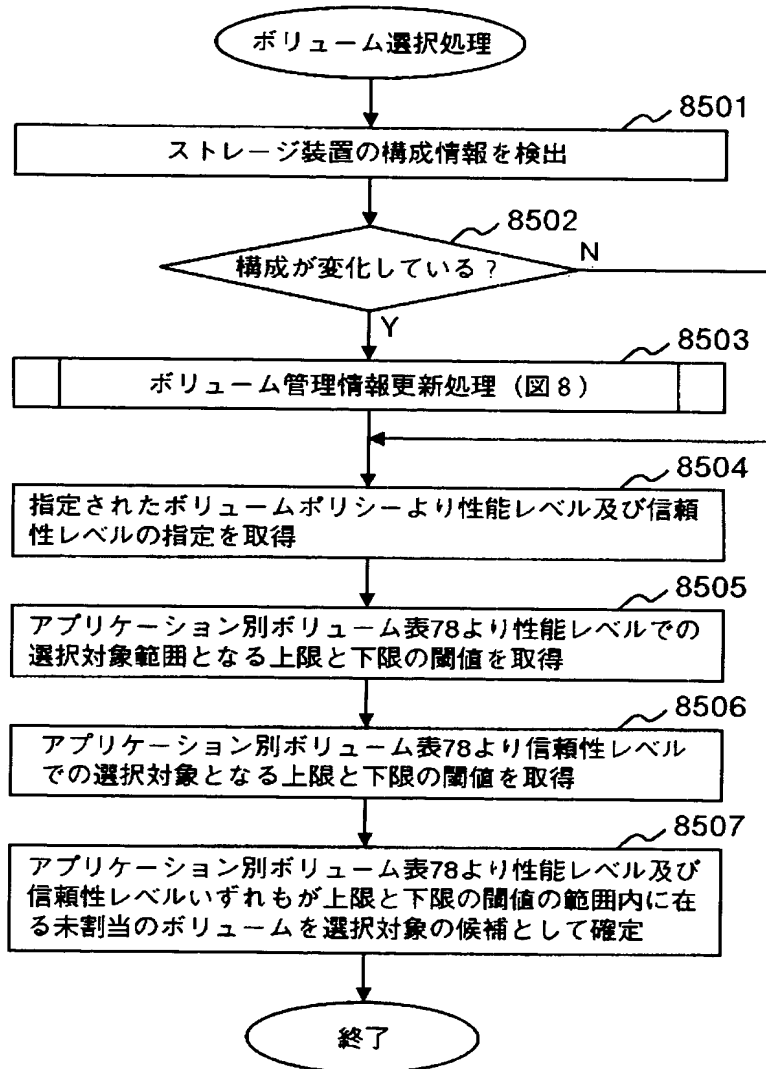 ボリューム選択処理
8501
ストレージ装置の構成情報を検出
8502
構成が変化している?
N
Y
8503
ボリューム管理情報更新処理(図8)
8504
指定されたボリュームポリシーより性能レベル及び信頼
性レベルの指定を取得
8505
アプリケーション別ボリューム表78より性能レベルでの
選択対象範囲となる上限と下限の閾値を取得
8506
アプリケーション別ボリューム表78より信頼性レベル
での選択対象となる上限と下限の閾値を取得
8507
アプリケーション別ボリューム表78より性能レベル及び
信頼性レベルいずれもが上限と下限の閾値の範囲内に在
る未割当のボリュームを選択対象の候補として確定
終了